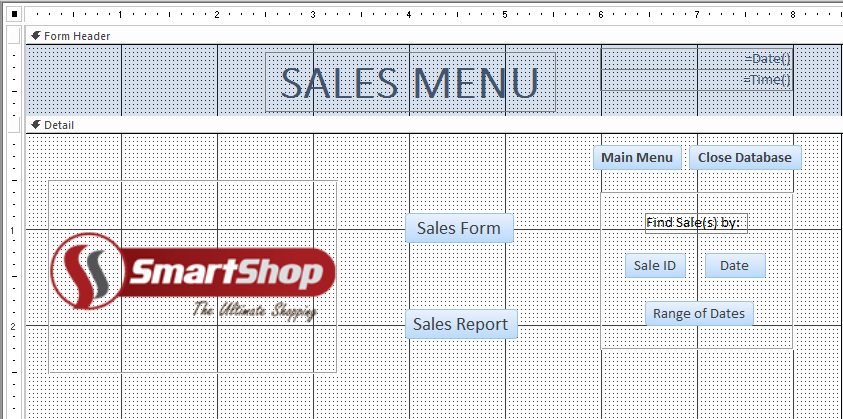 1 2 3 4 5 6 7 8
Form Header
SALES MENU
=Date()
=Time()
Detail
Main Menu
Close Database
1
Find Sale(s) by:
Sales Form
SmartShop
The Ultimate Shopping
Sale ID
Date
Range of Dates
Sales Report
2